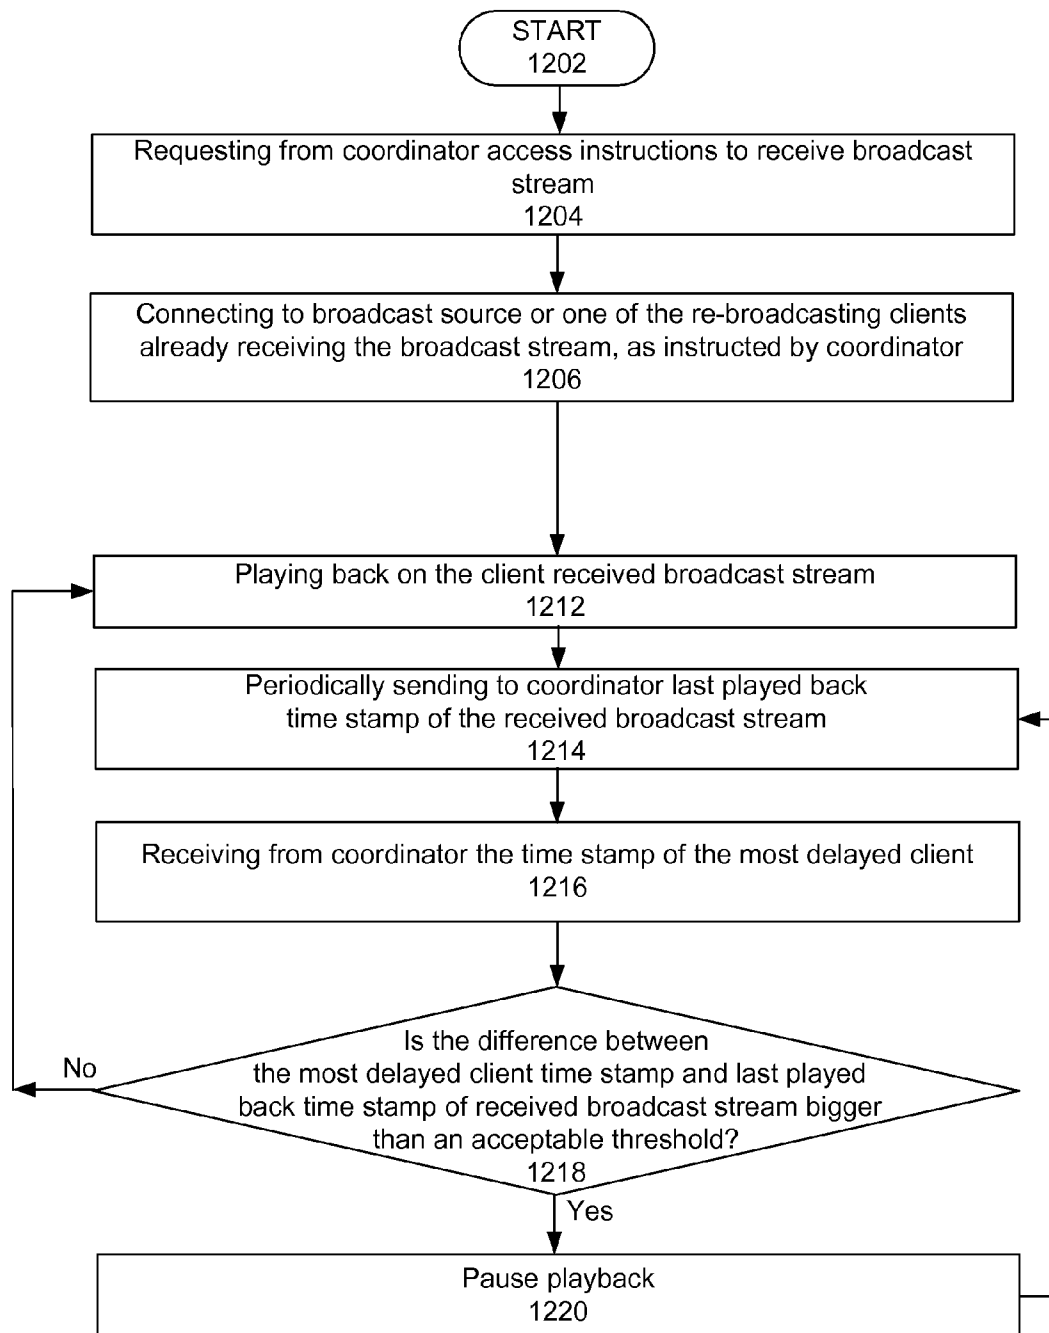 START
1202
Requesting from coordinator access instructions to receive broadcast
stream
1204
Connecting to broadcast source or one of the re-broadcasting clients
already receiving the broadcast stream, as instructed by coordinator
1206
Playing back on the client received broadcast stream
1212
Periodically sending to coordinator last played back
time stamp of the received broadcast stream
1214
Receiving from coordinator the time stamp of the most delayed client
1216
Is the difference between
the most delayed client time stamp and last played
back time stamp of received broadcast stream bigger
than an acceptable threshold?
1218
No
Yes
Pause playback
1220